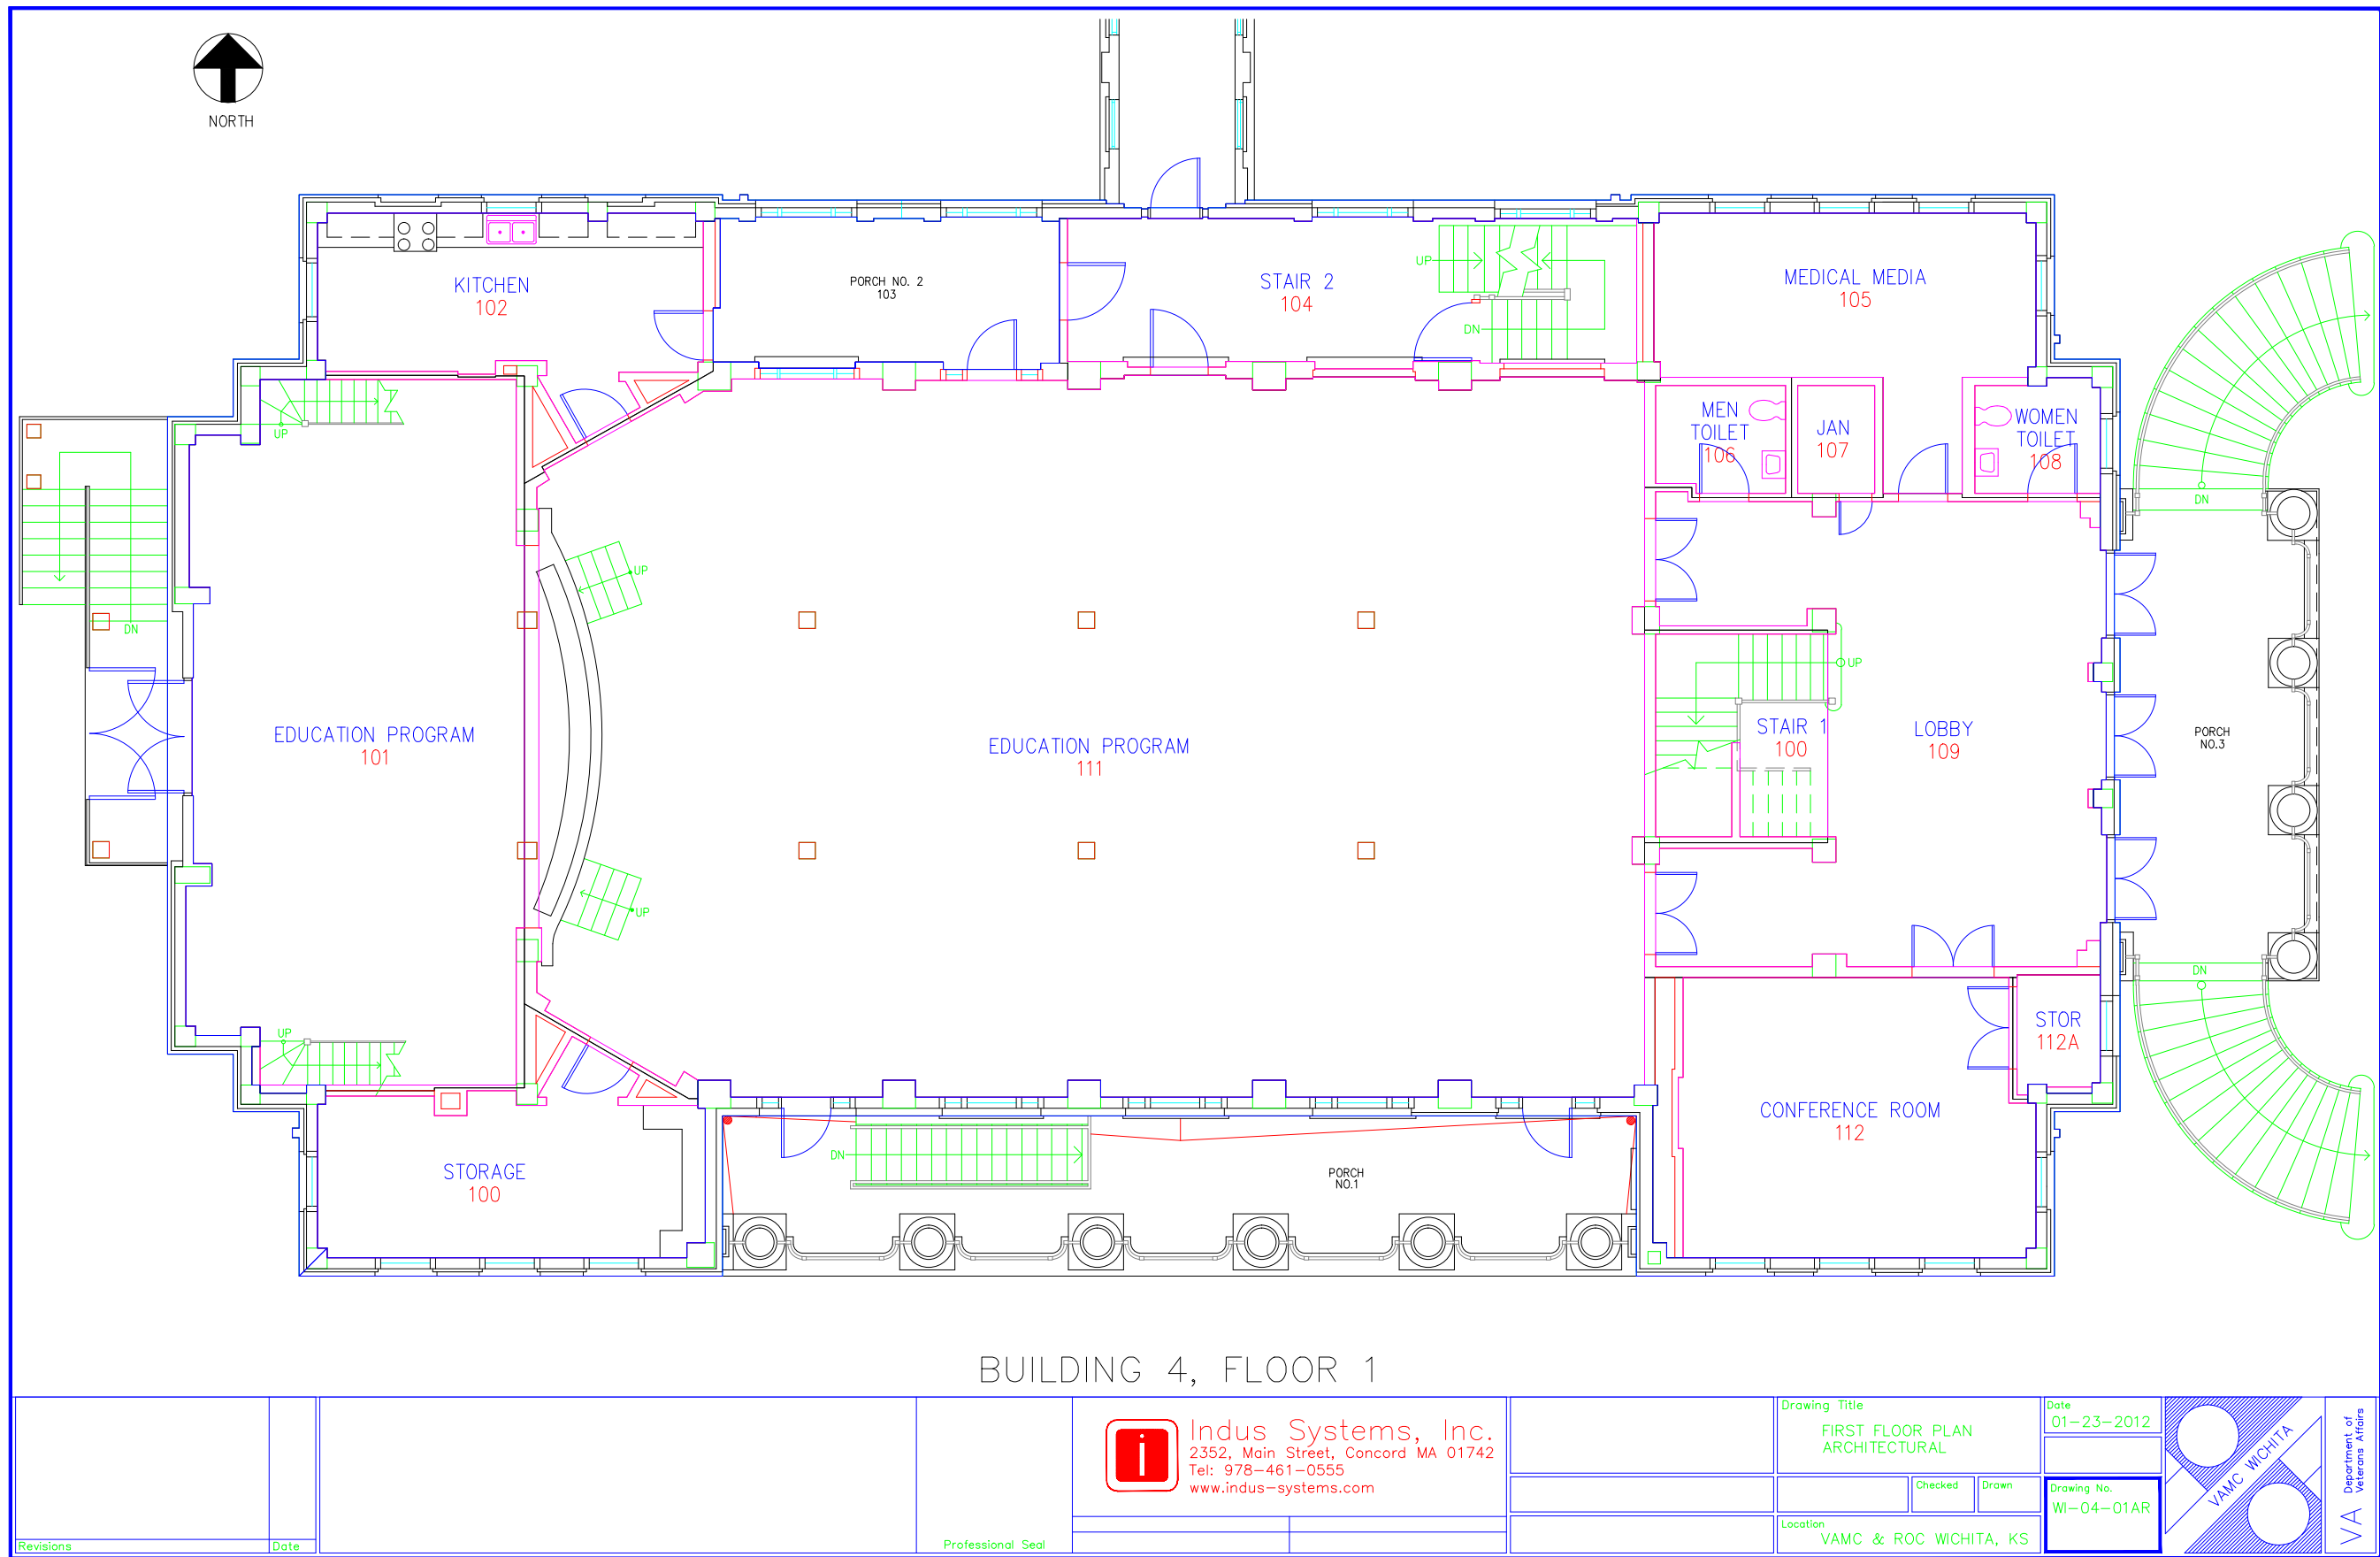 NORTH
KITCHEN
102
PORCH NO. 2
103
STAIR 2
104
UP
DN
MEDICAL MEDIA
105
MEN
TOILET
106
JAN
107
WOMEN
TOILET
108
UP
DN
DN
UP
UP
EDUCATION PROGRAM
101
EDUCATION PROGRAM
111
STAIR 1
100
LOBBY
109
PORCH
NO.3
UP
DN
UP
STOR
112A
CONFERENCE ROOM
112
STORAGE
100
DN
PORCH
NO.1
BUILDING 4, FLOOR 1
Revisions
Date
Professional Seal
i
Indus Systems, Inc.
2352, Main Street, Concord MA 01742
Tel: 978-461-0555
www.indus-systems.com
Drawing Title
FIRST FLOOR PLAN
ARCHITECTURAL
Checked
Drawn
Location
VAMC & ROC WICHITA, KS
Date
01-23-2012
Drawing No.
WI-04-01AR
VAMC WICHITA
VA
Department of
Veterans Affairs